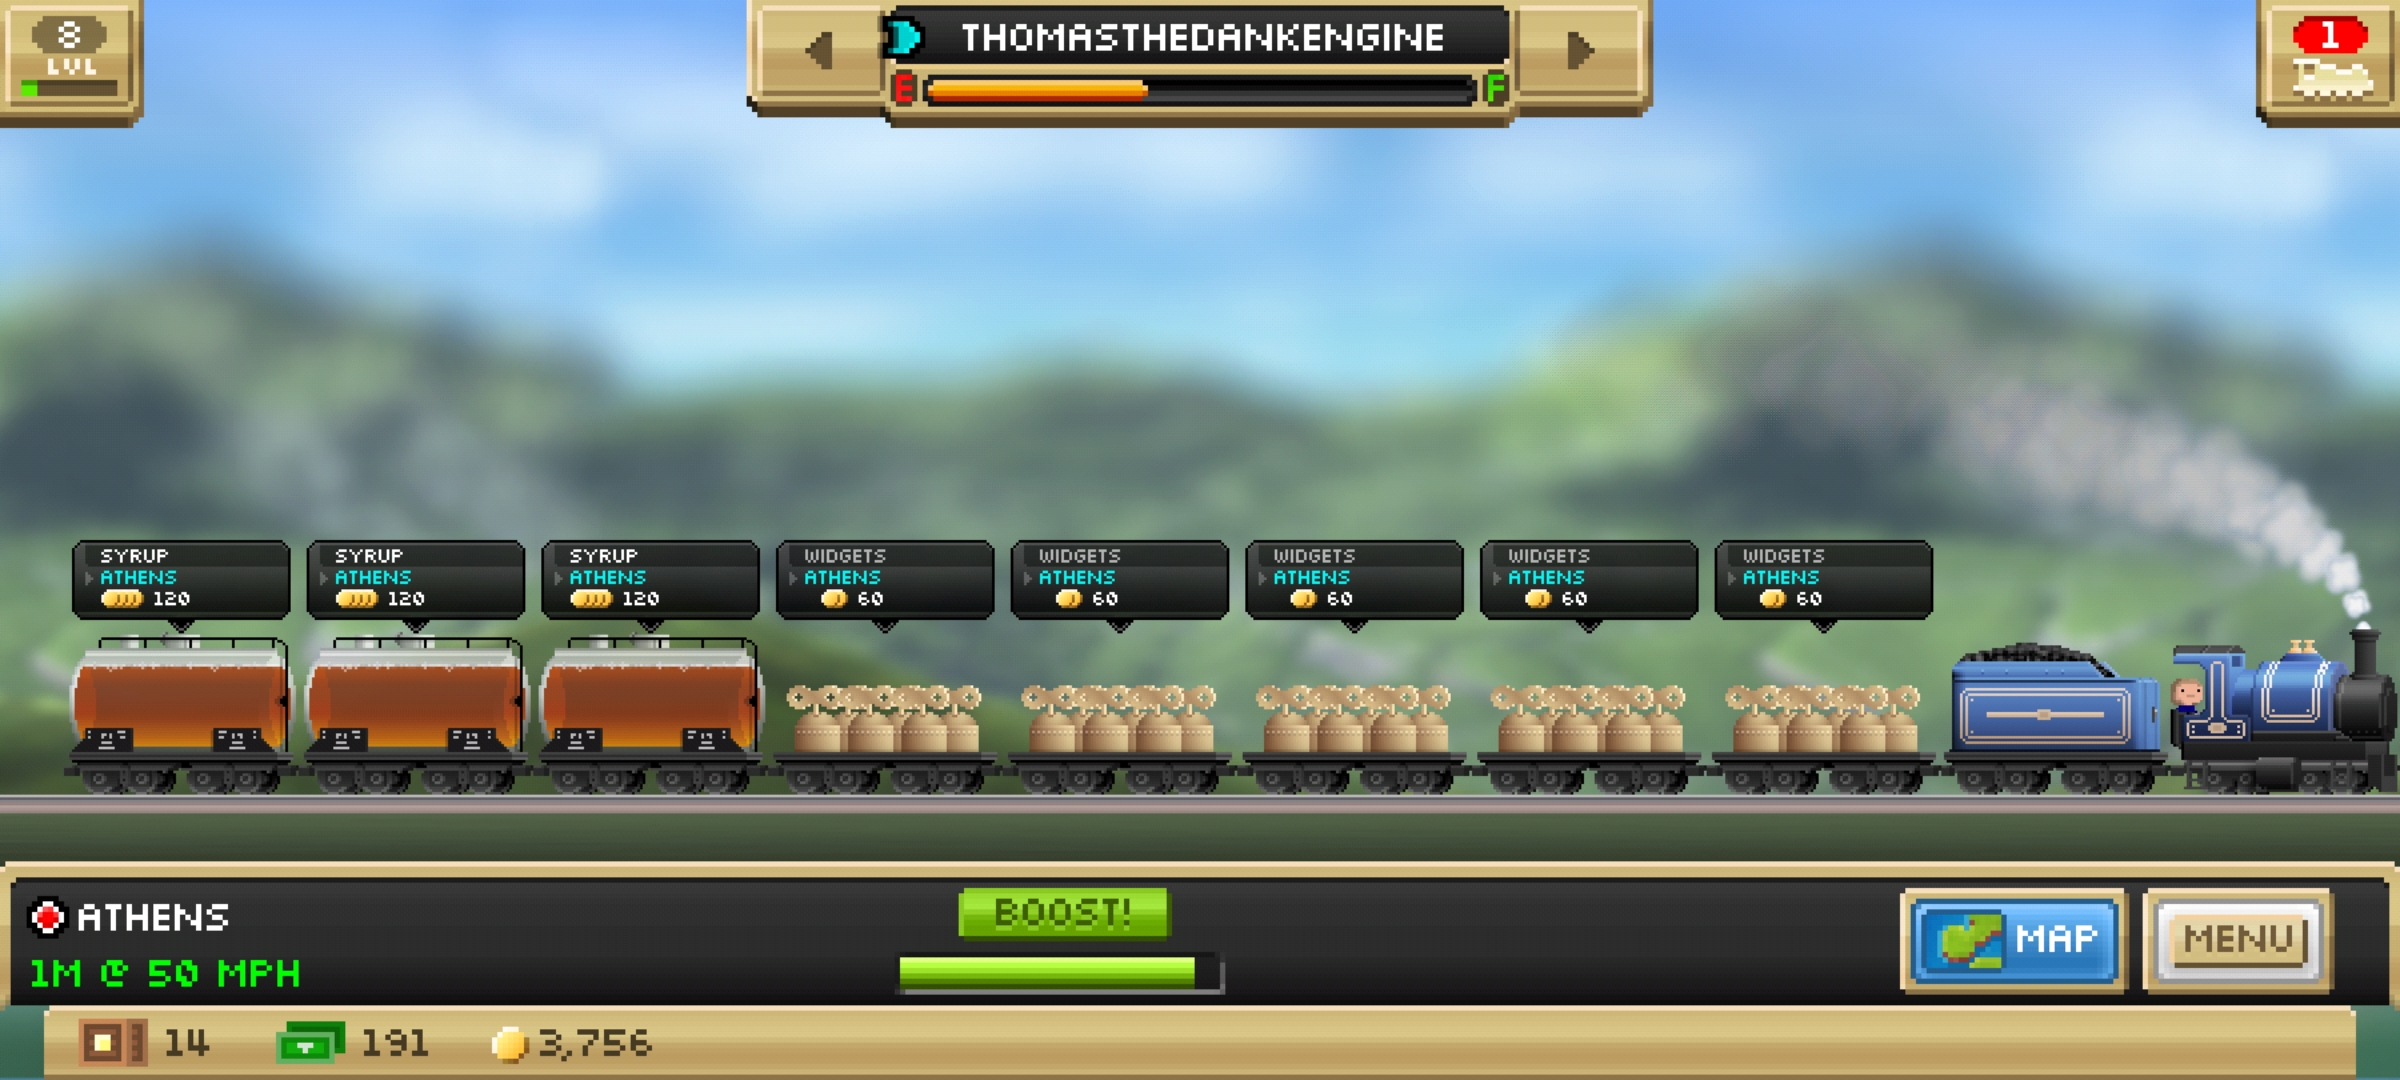 8
LVL
THOMASTHEDANKENGINE
E
F
1
SYRUP
ATHENS
120
SYRUP
ATHENS
120
SYRUP
ATHENS
120
WIDGETS
ATHENS
60
WIDGETS
ATHENS
60
WIDGETS
ATHENS
60
WIDGETS
ATHENS
60
WIDGETS
ATHENS
60
ATHENS
1M @ 50 MPH
BOOST!
MAP
MENU
14
191
3,756